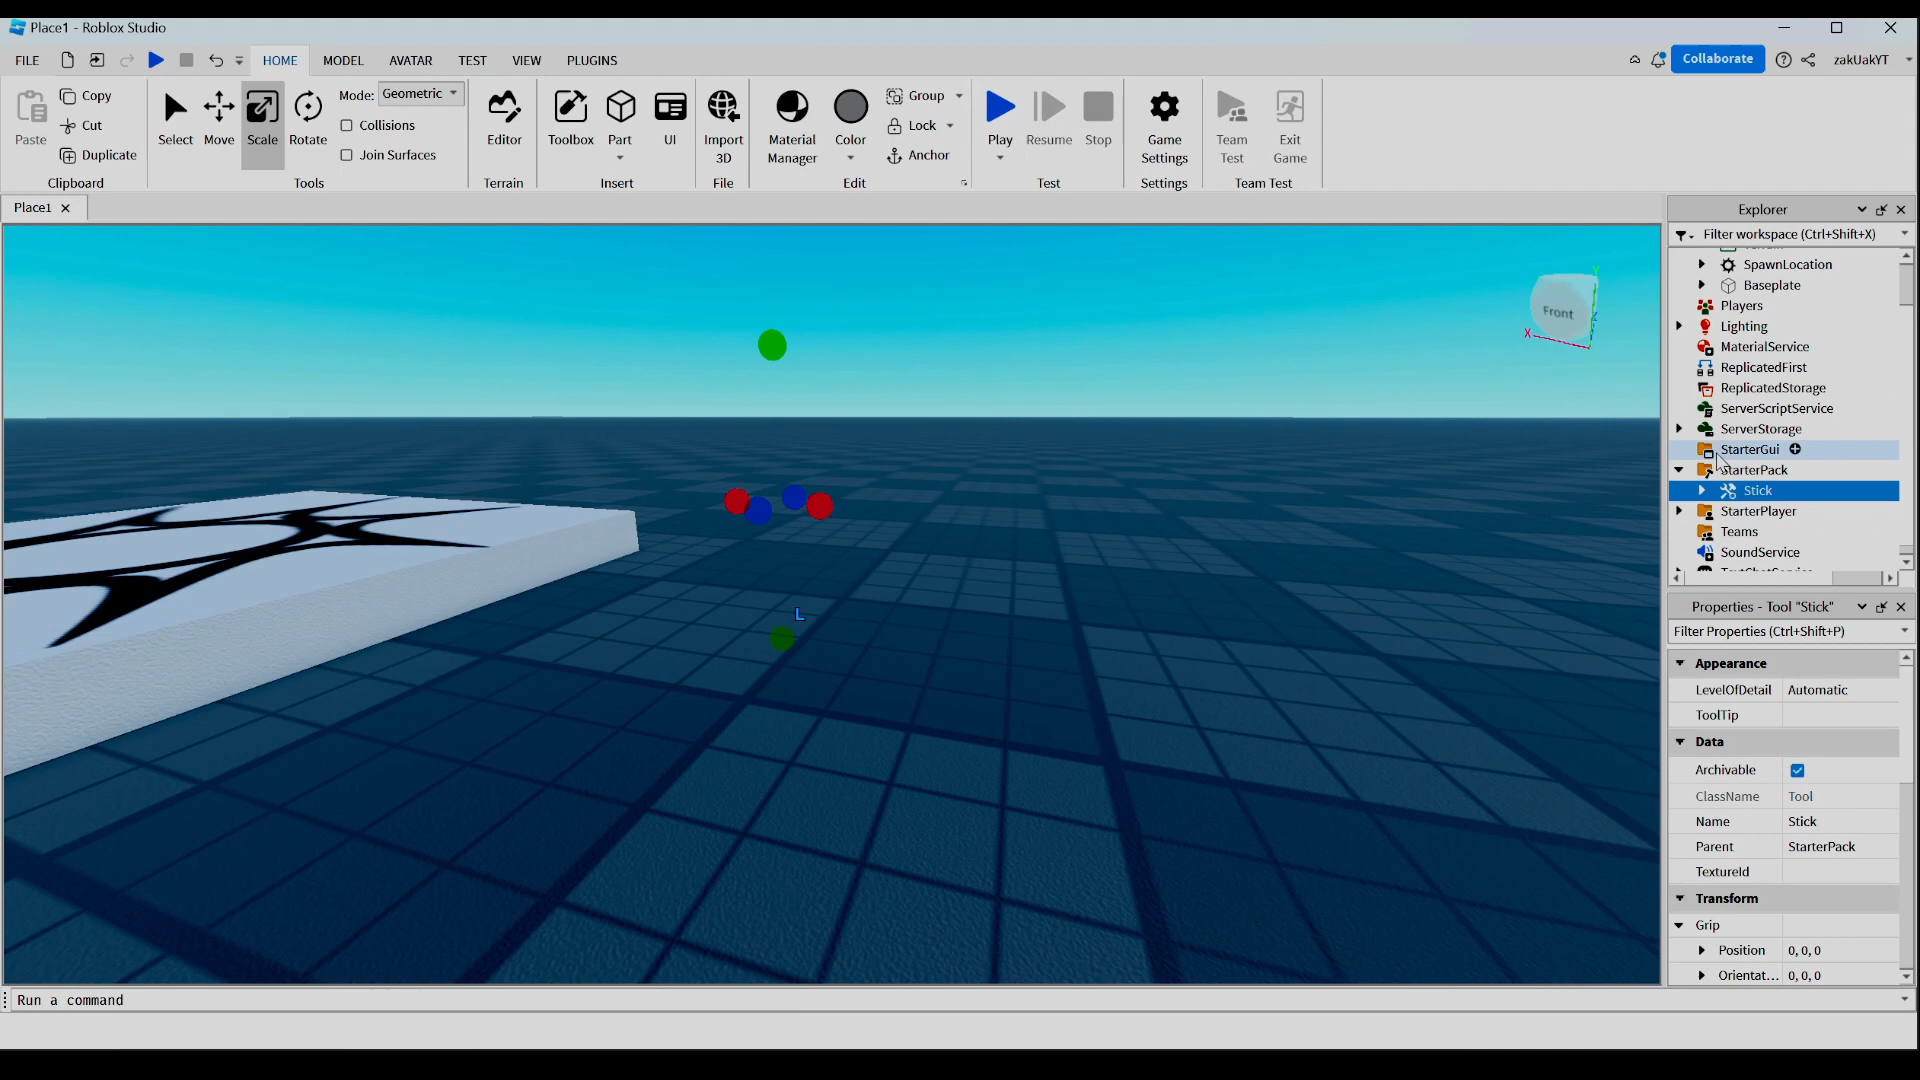 Place1 - Roblox Studio
FILE HOME MODEL AVATAR TEST VIEW PLUGINS Collaborate zakUakYT
Paste Copy Cut Duplicate
Clipboard
Select Move Scale Rotate
Mode: Geometric
Collisions
Join Surfaces
Tools
Editor
Terrain
Toolbox Part UI
Insert
Import 3D
File
Material Manager Color
Group
Lock
Anchor
Edit
Play Resume Stop
Test
Game Settings
Settings
Team Test Exit Game
Team Test
Place1
Front
X
Y
Z
L
Explorer
Filter workspace (Ctrl+Shift+X)
SpawnLocation
Baseplate
Players
Lighting
MaterialService
ReplicatedFirst
ReplicatedStorage
ServerScriptService
ServerStorage
StarterGui
StarterPack
Stick
StarterPlayer
Teams
SoundService
Properties - Tool "Stick"
Filter Properties (Ctrl+Shift+P)
Appearance
LevelOfDetail Automatic
ToolTip
Data
Archivable
ClassName Tool
Name Stick
Parent StarterPack
TextureId
Transform
Grip
Position 0, 0, 0
Orientat... 0, 0, 0
Run a command